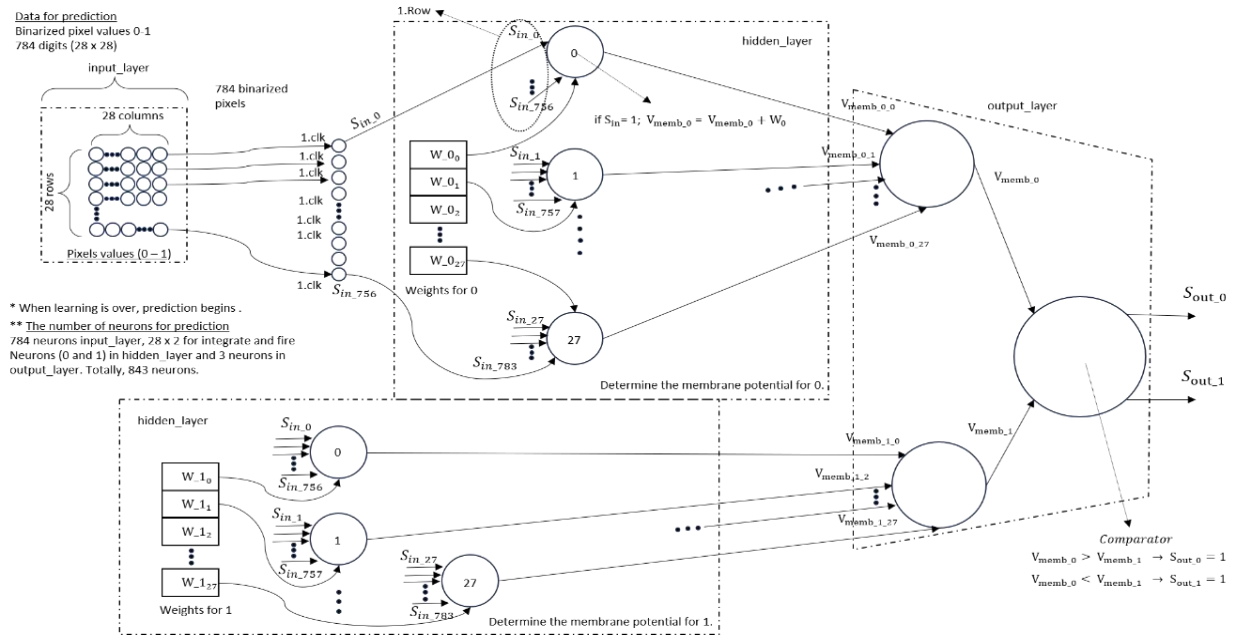 Data for prediction
Binarized pixel values 0-1
784 digits (28 x 28)
input_layer
784 binarized
pixels
28 columns
28 rows
Pixels values (0 – 1)
1.clk
1.clk
1.clk
1.clk
1.clk
1.clk
1.clk
S_in_0
S_in_756
* When learning is over, prediction begins .
** The number of neurons for prediction
784 neurons input_layer, 28 x 2 for integrate and fire
Neurons (0 and 1) in hidden_layer and 3 neurons in
output_layer. Totally, 843 neurons.
1.Row
hidden_layer
S_in_0
S_in_756
0
if S_in= 1; V_memb_0 = V_memb_0 + W_0
W_0_0
W_0_1
W_0_2
W_0_27
Weights for 0
S_in_1
S_in_757
1
S_in_27
S_in_783
27
Determine the membrane potential for 0.
hidden_layer
W_1_0
W_1_1
W_1_2
W_1_27
Weights for 1
S_in_0
S_in_756
0
S_in_1
S_in_757
1
S_in_27
S_in_783
27
Determine the membrane potential for 1.
output_layer
V_memb_0_0
V_memb_0_1
V_memb_0_27
V_memb_0
V_memb_1_0
V_memb_1_2
V_memb_1_27
V_memb_1
S_out_0
S_out_1
Comparator
V_memb_0 > V_memb_1 → S_out_0 = 1
V_memb_0 < V_memb_1 → S_out_1 = 1